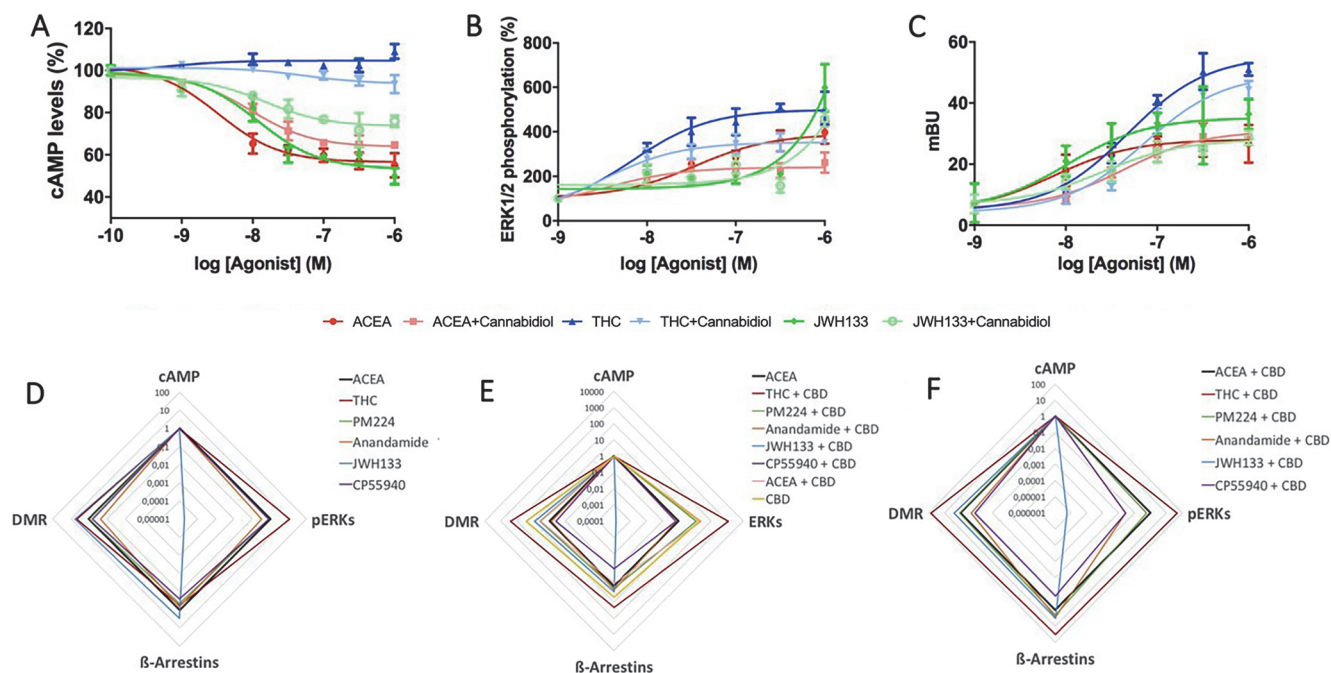 A
B
C
cAMP levels (%)
120
100
80
60
40
-10
-9
-8
-7
-6
log [Agonist] (M)
ERK1/2 phosphorylation (%)
800
600
400
200
0
-9
-8
-7
-6
log [Agonist] (M)
mBU
60
40
20
0
-9
-8
-7
-6
log [Agonist] (M)
ACEA
ACEA+Cannabidiol
THC
THC+Cannabidiol
JWH133
JWH133+Cannabidiol
D
cAMP
100
10
1
0,1
0,01
0,001
0,0001
0,00001
DMR
pERKs
ß-Arrestins
ACEA
THC
PM224
Anandamide
JWH133
CP55940
E
cAMP
10000
1000
100
10
1
0,1
0,01
0,001
0,0001
DMR
ERKs
ß-Arrestins
ACEA
THC + CBD
PM224 + CBD
Anandamide + CBD
JWH133 + CBD
CP55940 + CBD
ACEA + CBD
CBD
F
cAMP
100
10
1
0,1
0,01
0,001
0,0001
0,00001
0,000001
DMR
pERKs
ß-Arrestins
ACEA + CBD
THC + CBD
PM224 + CBD
Anandamide + CBD
JWH133 + CBD
CP55940 + CBD